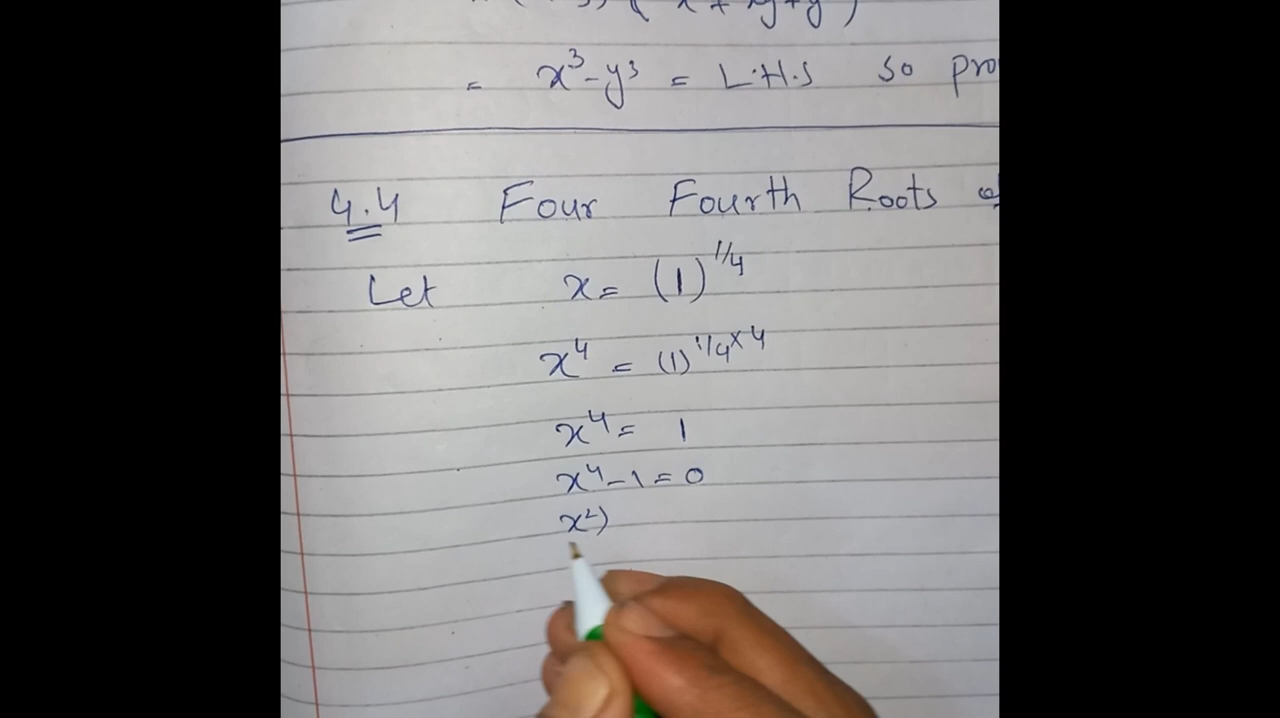 x + xy + y )
= x³ - y³ = L.H.S so
4.4 Four Fourth Roots
Let x = (1)^1/4
x⁴ = (1)^1/4×4
x⁴ = 1
x⁴ - 1 = 0
x²)